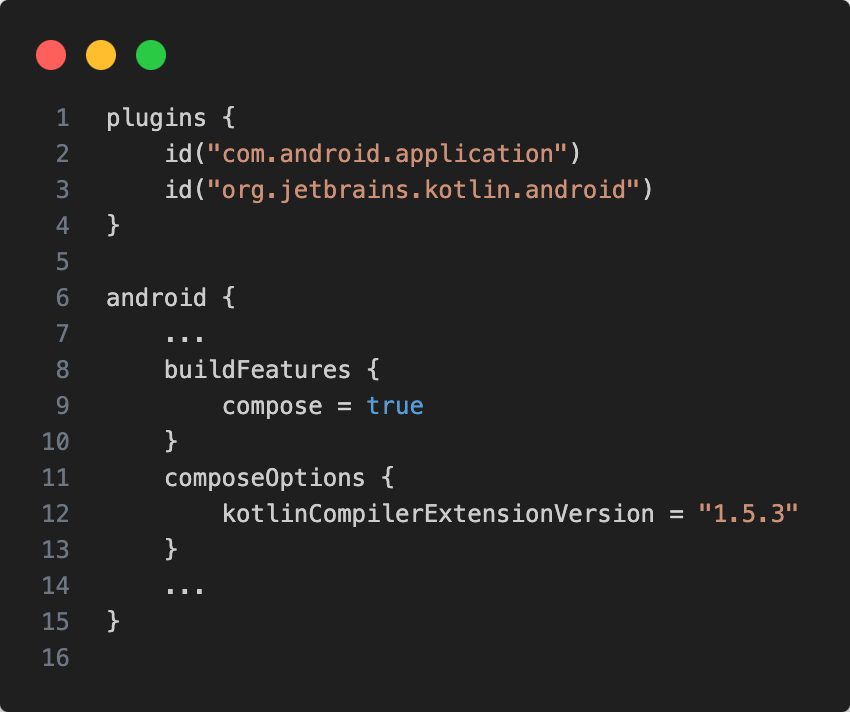 1 plugins {
2     id("com.android.application")
3     id("org.jetbrains.kotlin.android")
4 }
5
6 android {
7     ...
8     buildFeatures {
9         compose = true
10     }
11     composeOptions {
12         kotlinCompilerExtensionVersion = "1.5.3"
13     }
14     ...
15 }
16